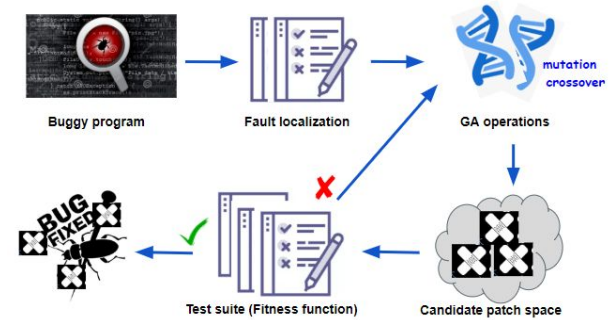 Buggy program
Fault localization
mutation
crossover
GA operations
BUG
FIXED
Test suite (Fitness function)
Candidate patch space